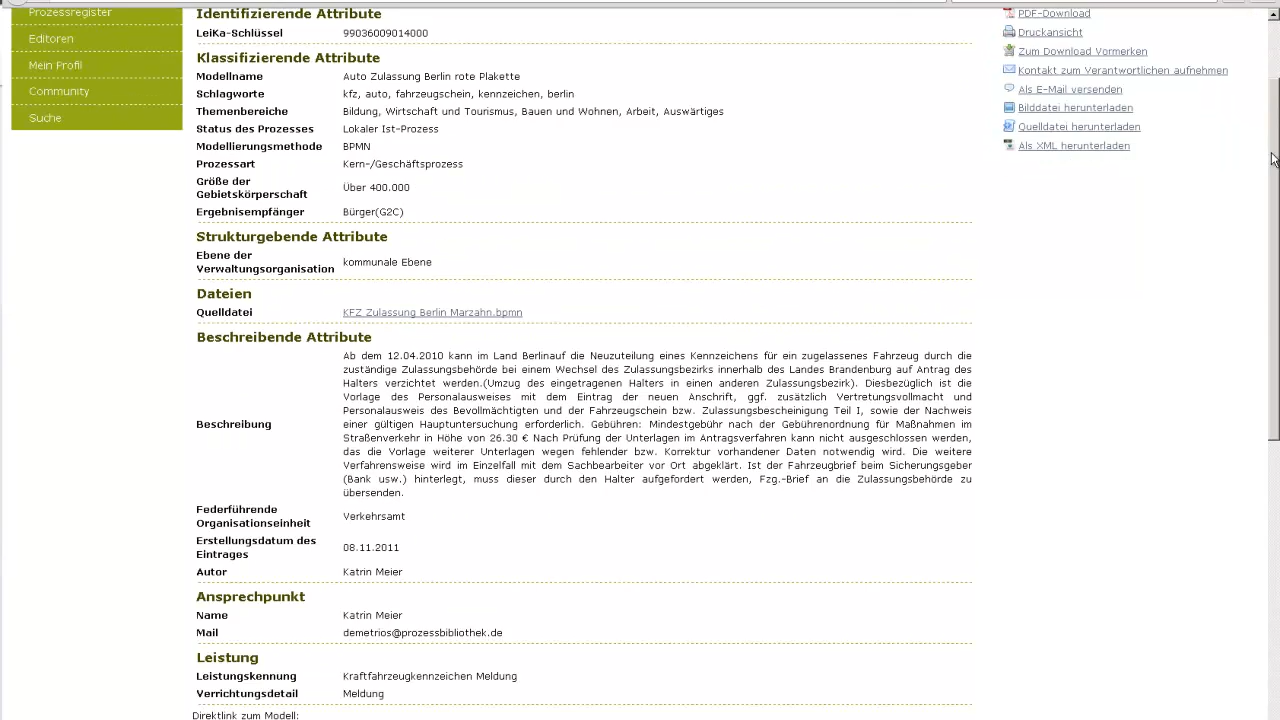 Prozessregister
Editoren
Mein Profil
Community
Suche
Identifizierende Attribute
LeiKa-Schlüssel 99036009014000
Klassifizierende Attribute
Modellname Auto Zulassung Berlin rote Plakette
Schlagworte kfz, auto, fahrzeugschein, kennzeichen, berlin
Themenbereiche Bildung, Wirtschaft und Tourismus, Bauen und Wohnen, Arbeit, Auswärtiges
Status des Prozesses Lokaler Ist-Prozess
Modellierungsmethode BPMN
Prozessart Kern-/Geschäftsprozess
Größe der
Gebietskörperschaft Über 400.000
Ergebnisempfänger Bürger(G2C)
Strukturgebende Attribute
Ebene der
Verwaltungsorganisation kommunale Ebene
Dateien
Quelldatei KFZ Zulassung Berlin Marzahn.bpmn
Beschreibende Attribute
Beschreibung
Ab dem 12.04.2010 kann im Land Berlinauf die Neuzuteilung eines Kennzeichens für ein zugelassenes Fahrzeug durch die
zuständige Zulassungsbehörde bei einem Wechsel des Zulassungsbezirks innerhalb des Landes Brandenburg auf Antrag des
Halters verzichtet werden.(Umzug des eingetragenen Halters in einen anderen Zulassungsbezirk). Diesbezüglich ist die
Vorlage des Personalausweises mit dem Eintrag der neuen Anschrift, ggf. zusätzlich Vertretungsvollmacht und
Personalausweis des Bevollmächtigten und der Fahrzeugschein bzw. Zulassungsbescheinigung Teil I, sowie der Nachweis
einer gültigen Hauptuntersuchung erforderlich. Gebühren: Mindestgebühr nach der Gebührenordnung für Maßnahmen im
Straßenverkehr in Höhe von 26.30 € Nach Prüfung der Unterlagen im Antragsverfahren kann nicht ausgeschlossen werden,
das die Vorlage weiterer Unterlagen wegen fehlender bzw. Korrektur vorhandener Daten notwendig wird. Die weitere
Verfahrensweise wird im Einzelfall mit dem Sachbearbeiter vor Ort abgeklärt. Ist der Fahrzeugbrief beim Sicherungsgeber
(Bank usw.) hinterlegt, muss dieser durch den Halter aufgefordert werden, Fzg.-Brief an die Zulassungsbehörde zu
übersenden.
Federführende
Organisationseinheit Verkehrsamt
Erstellungsdatum des
Eintrages 08.11.2011
Autor Katrin Meier
Ansprechpunkt
Name Katrin Meier
Mail demetrios@prozessbibliothek.de
Leistung
Leistungskennung Kraftfahrzeugkennzeichen Meldung
Verrichtungsdetail Meldung
Direktlink zum Modell:
PDF-Download
Druckansicht
Zum Download Vormerken
Kontakt zum Verantwortlichen aufnehmen
Als E-Mail versenden
Bilddatei herunterladen
Quelldatei herunterladen
Als XML herunterladen